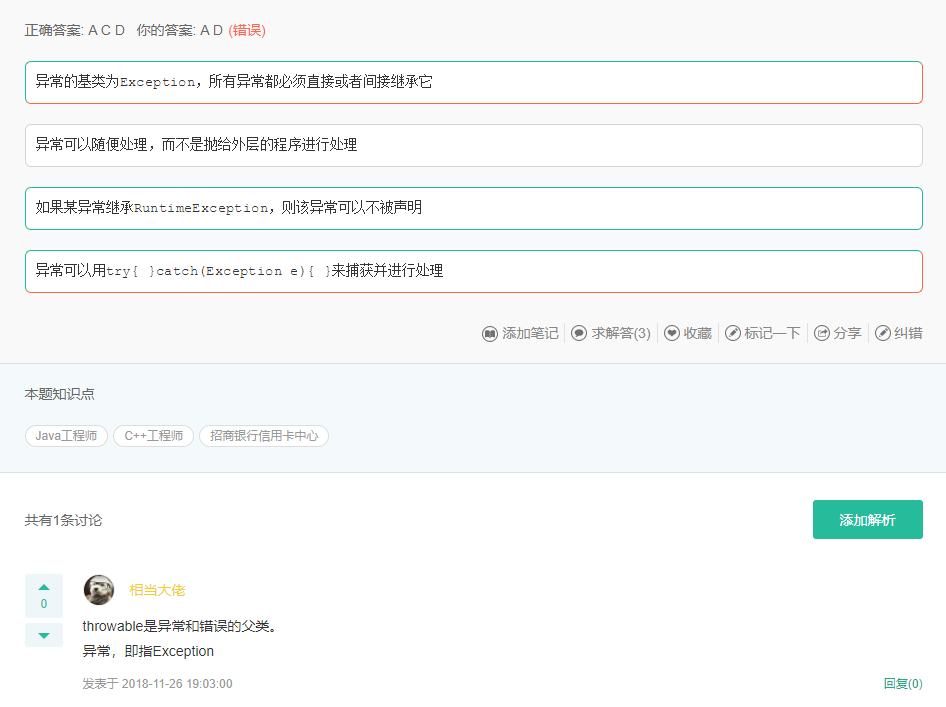 正确答案: A C D 你的答案: A D (错误)
异常的基类为Exception，所有异常都必须直接或者间接继承它
异常可以随便处理，而不是抛给外层的程序进行处理
如果某异常继承RuntimeException，则该异常可以不被声明
异常可以用try{ }catch(Exception e){ }来捕获并进行处理
添加笔记 求解答(3) 收藏 标记一下 分享 纠错
本题知识点
Java工程师 C++工程师 招商银行信用卡中心
共有1条讨论 添加解析
0 相当大佬
throwable是异常和错误的父类。
异常，即指Exception
发表于 2018-11-26 19:03:00 回复(0)